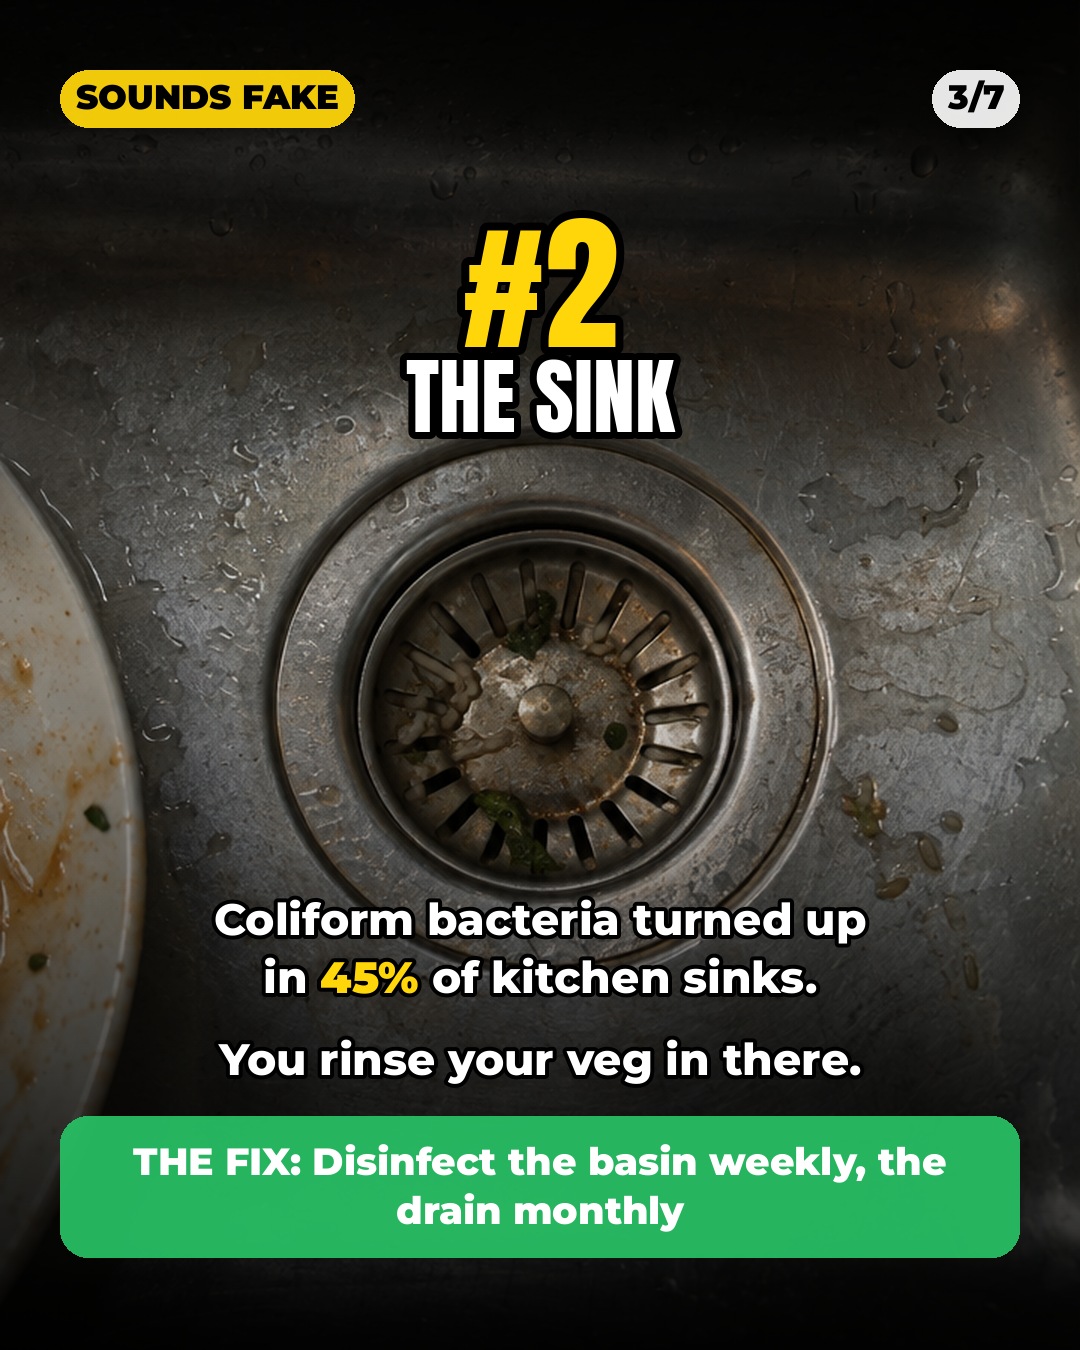 SOUNDS FAKE
3/7
#2
THE SINK
Coliform bacteria turned up
in 45% of kitchen sinks.
You rinse your veg in there.
THE FIX: Disinfect the basin weekly, the
drain monthly